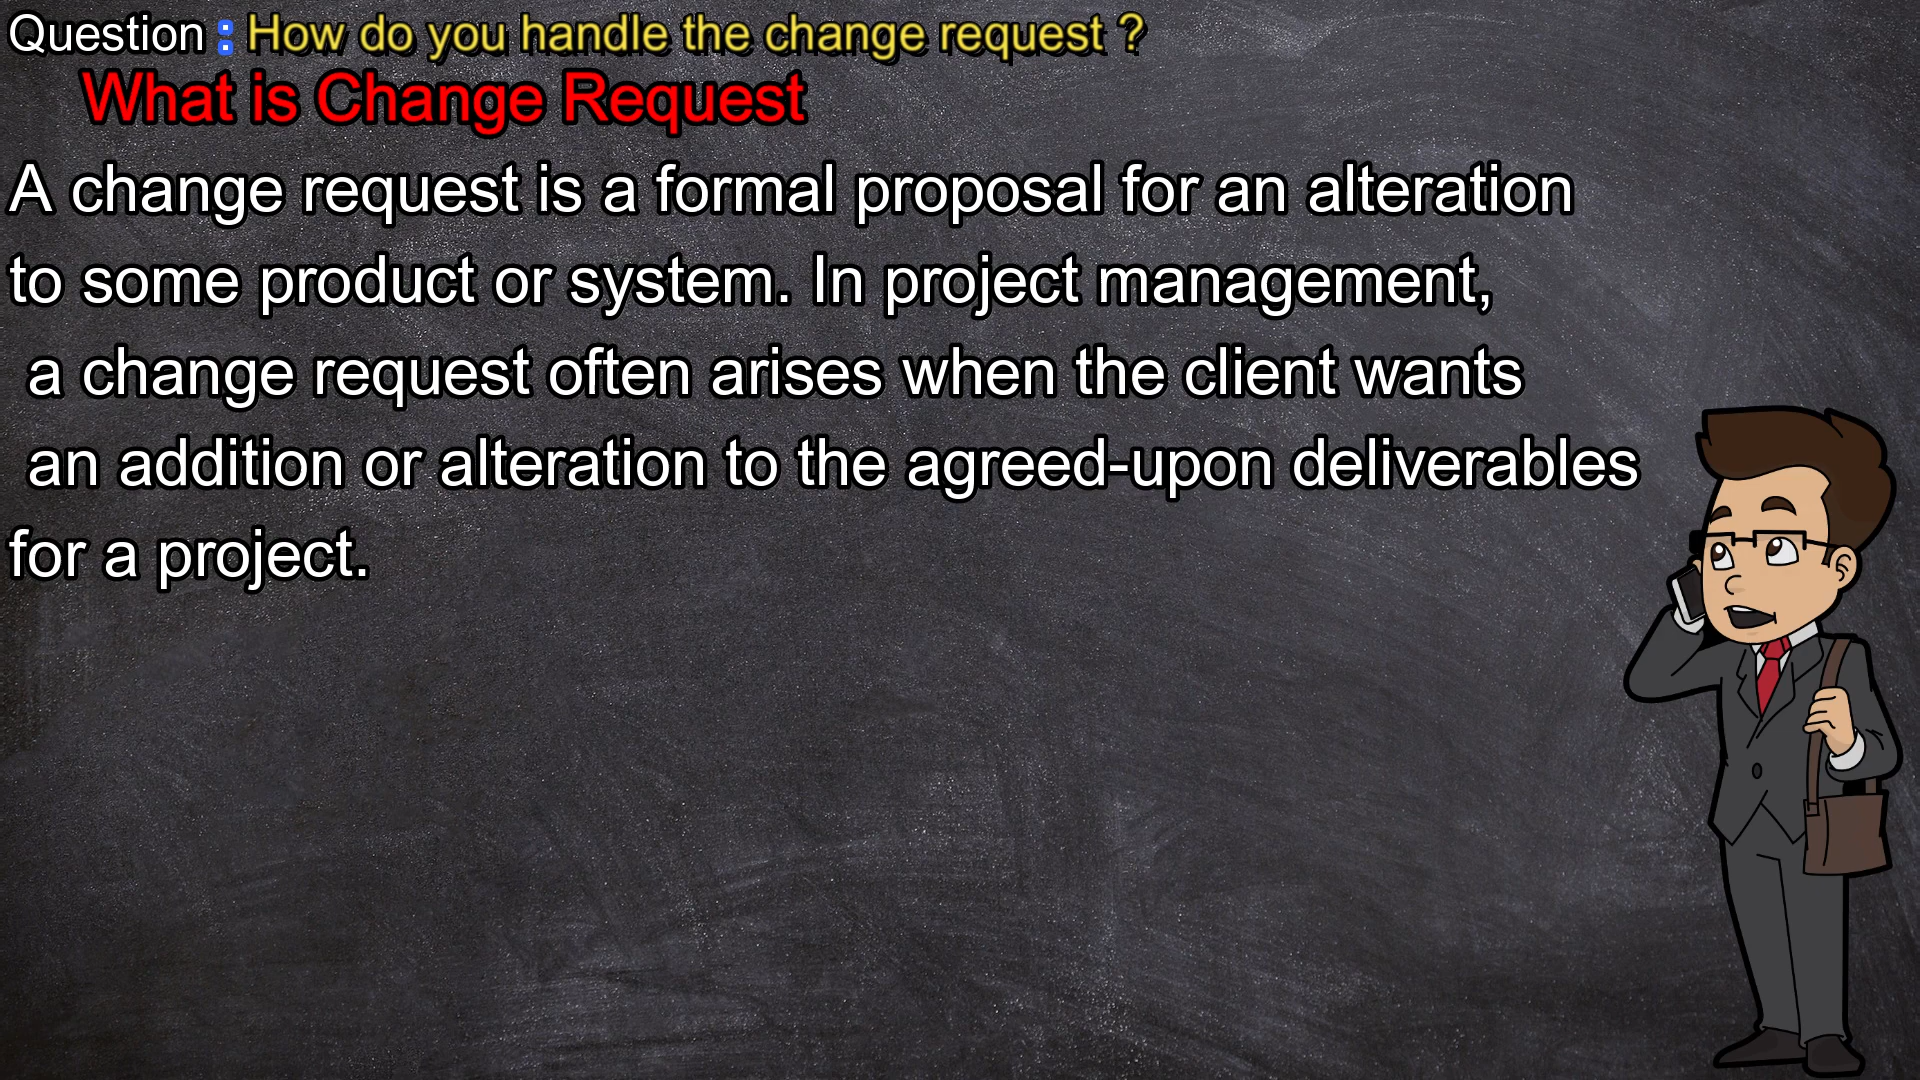 Question : How do you handle the change request ?
What is Change Request
A change request is a formal proposal for an alteration
to some product or system. In project management,
a change request often arises when the client wants
an addition or alteration to the agreed-upon deliverables
for a project.